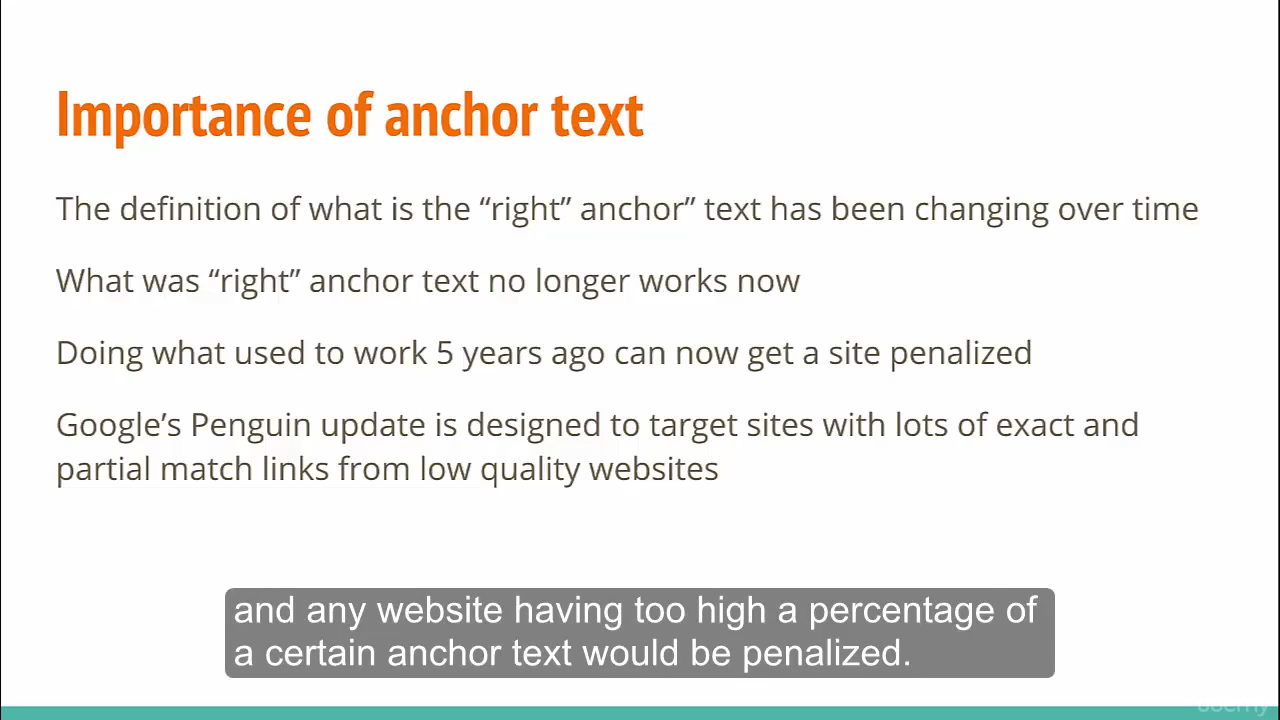 Importance of anchor text
The definition of what is the “right” anchor” text has been changing over time
What was “right” anchor text no longer works now
Doing what used to work 5 years ago can now get a site penalized
Google’s Penguin update is designed to target sites with lots of exact and
partial match links from low quality websites
and any website having too high a percentage of
a certain anchor text would be penalized.